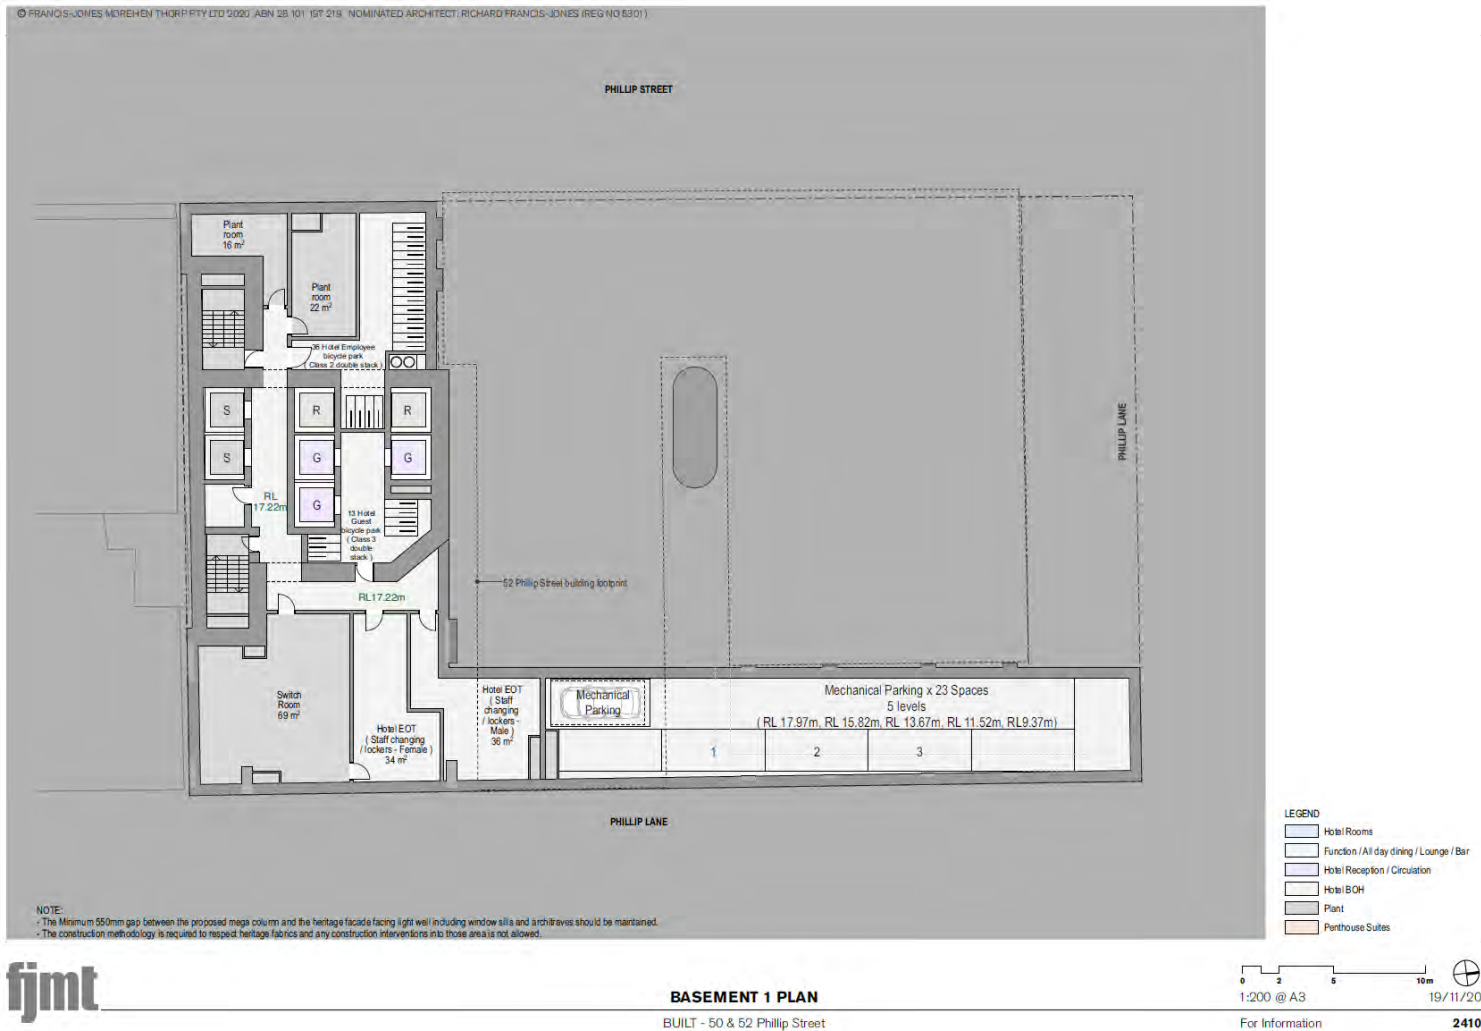 © FRANCIS-JONES MOREHEN THORP PTY LTD 2020 ABN 28 101 197 219 NOMINATED ARCHITECT: RICHARD FRANCIS-JONES (REG NO 5301)
PHILLIP STREET
Plant
room
16 m²
Plant
room
22 m²
36 Hotel Employee
bicycle park
( Class 2 double stack )
S
R
R
S
G
G
G
RL
17.22m
13 Hotel
Guest
bicycle park
( Class 3
double
stack )
PHILLIP LANE
52 Phillip Street building footprint
RL17.22m
Switch
Room
69 m²
Hotel EOT
( Staff changing
/ lockers - Female )
34 m²
Hotel EOT
( Staff
changing
/ lockers -
Male )
36 m²
Mechanical
Parking
Mechanical Parking x 23 Spaces
5 levels
( RL 17.97m, RL 15.82m, RL 13.67m, RL 11.52m, RL9.37m)
1
2
3
PHILLIP LANE
LEGEND
Hotel Rooms
Function / All day dining / Lounge / Bar
Hotel Reception / Circulation
Hotel BOH
Plant
Penthouse Suites
NOTE:
- The Minimum 550mm gap between the proposed mega column and the heritage facade facing light well including window sills and architraves should be maintained.
- The construction methodology is required to respect heritage fabrics and any construction interventions into those area is not allowed.
fjmt
BASEMENT 1 PLAN
BUILT - 50 & 52 Phillip Street
0 2 5 10m
1:200 @ A3
19/11/20
For Information
2410